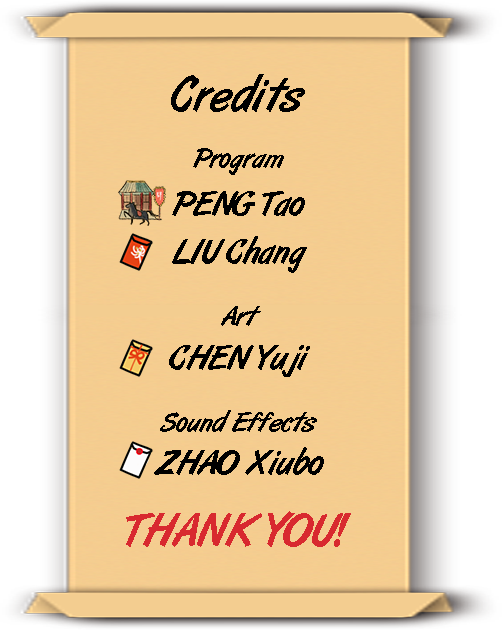 Credits
Program
PENG Tao
LIU Chang
Art
CHEN Yuji
Sound Effects
ZHAO Xiubo
THANK YOU!